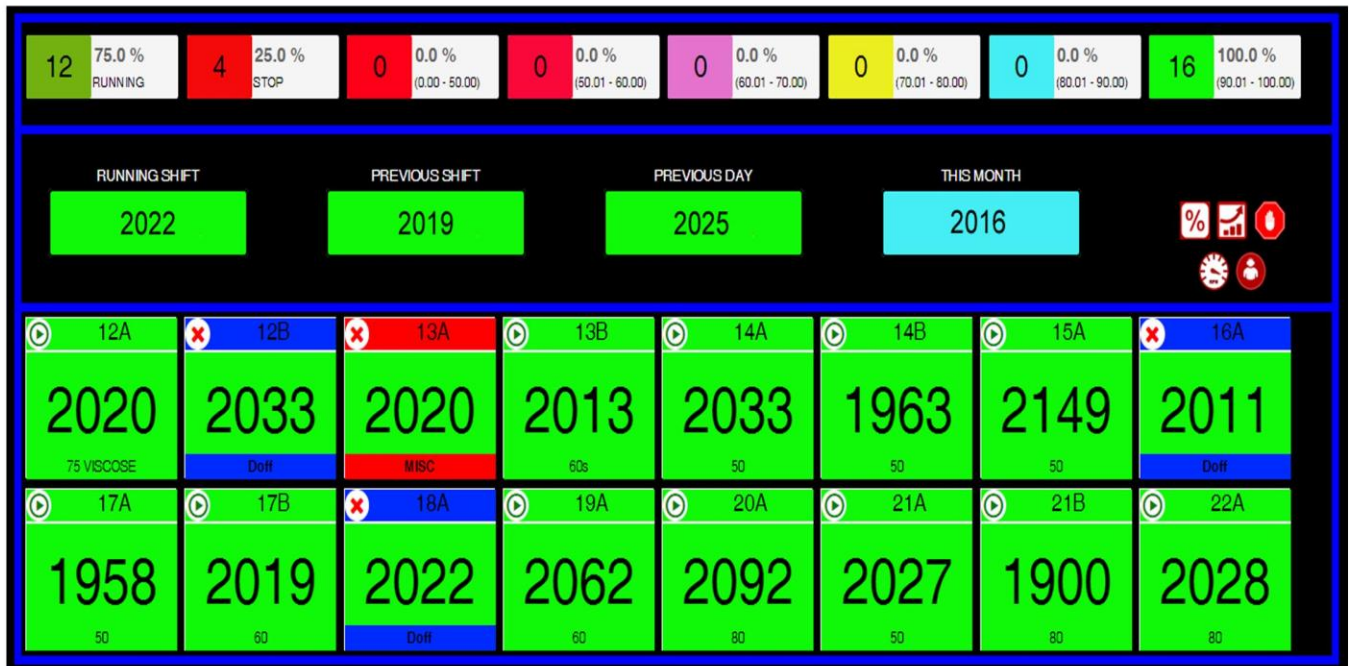 12 75.0 % RUNNING
4 25.0 % STOP
0 0.0 % (0.00 - 50.00)
0 0.0 % (50.01 - 60.00)
0 0.0 % (60.01 - 70.00)
0 0.0 % (70.01 - 80.00)
0 0.0 % (80.01 - 90.00)
16 100.0 % (90.01 - 100.00)
RUNNING SHIFT PREVIOUS SHIFT PREVIOUS DAY THIS MONTH
2022 2019 2025 2016
%
12A 12B 13A 13B 14A 14B 15A 16A
2020 2033 2020 2013 2033 1963 2149 2011
75 VISCOSE Doff MISC 60s 50 50 50 Doff
17A 17B 18A 19A 20A 21A 21B 22A
1958 2019 2022 2062 2092 2027 1900 2028
50 60 Doff 60 80 50 80 80